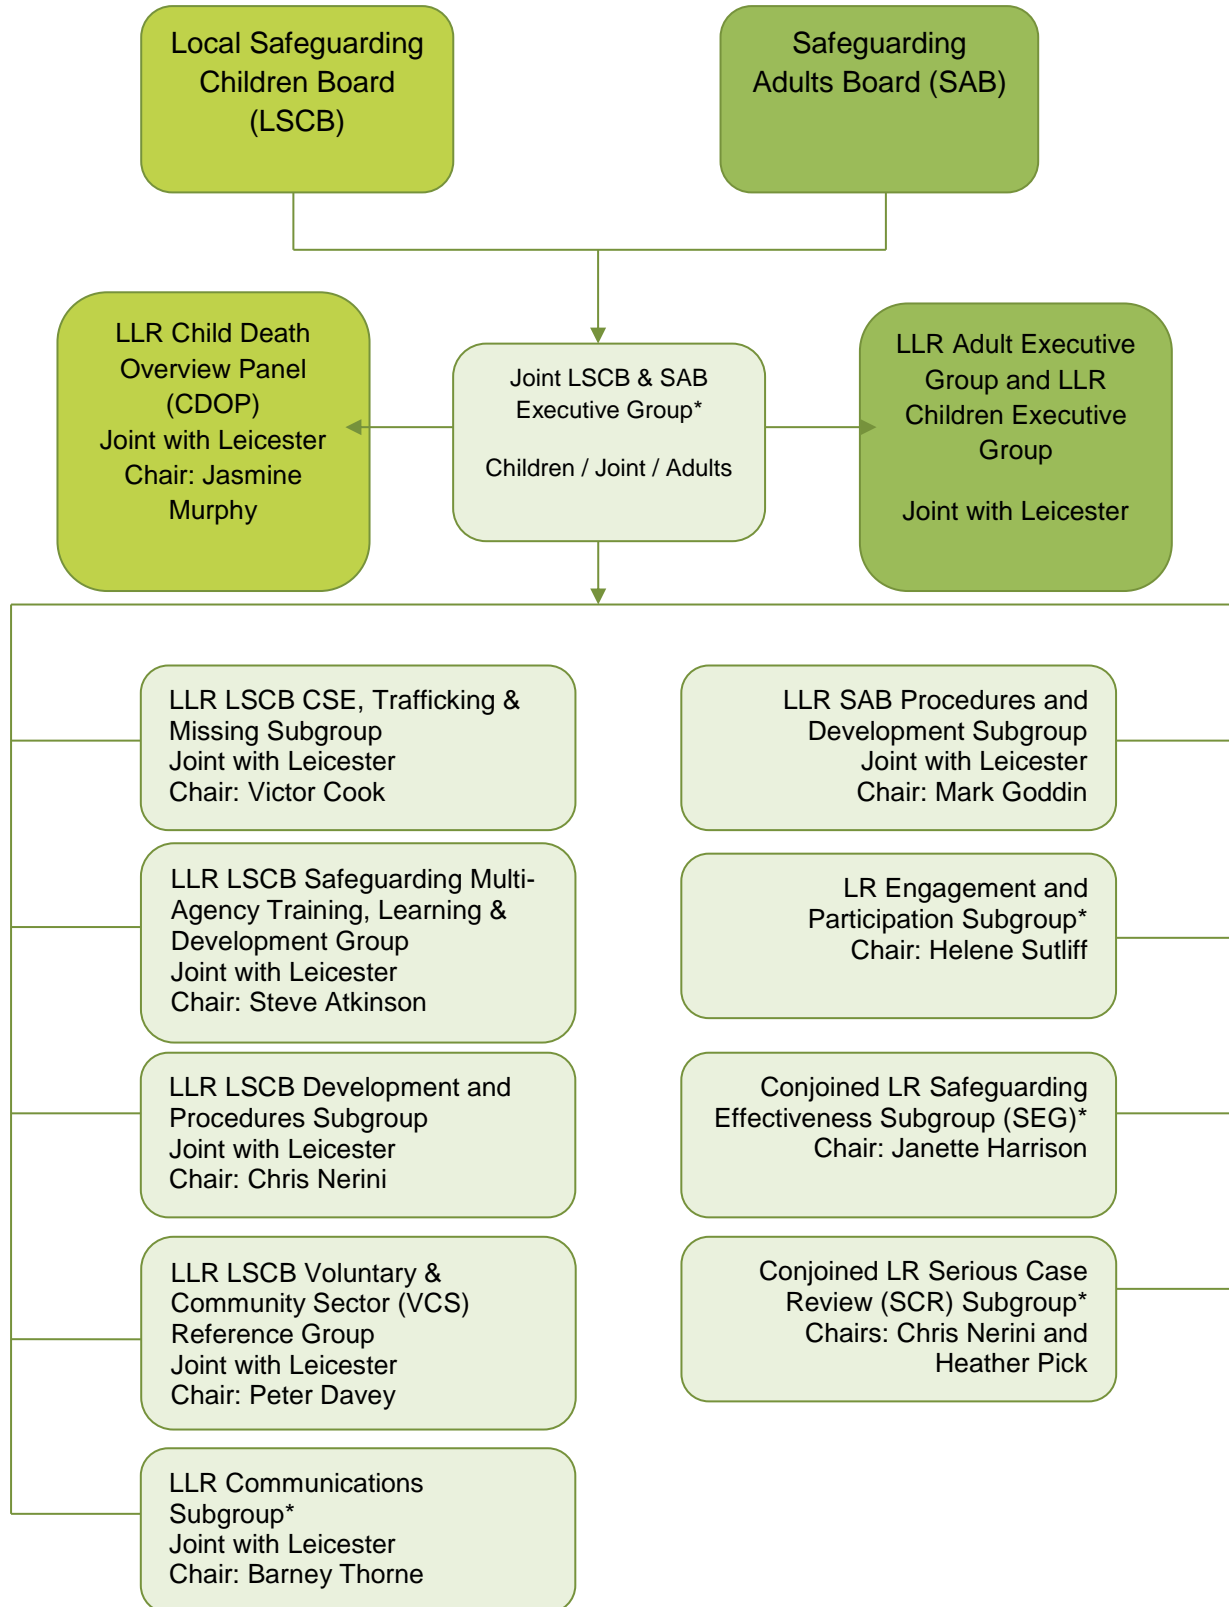 Local Safeguarding
Children Board
(LSCB)
Safeguarding
Adults Board (SAB)
LLR Child Death
Overview Panel
(CDOP)
Joint with Leicester
Chair: Jasmine
Murphy
Joint LSCB & SAB
Executive Group*
Children / Joint / Adults
LLR Adult Executive
Group and LLR
Children Executive
Group
Joint with Leicester
LLR LSCB CSE, Trafficking &
Missing Subgroup
Joint with Leicester
Chair: Victor Cook
LLR SAB Procedures and
Development Subgroup
Joint with Leicester
Chair: Mark Goddin
LLR LSCB Safeguarding Multi-
Agency Training, Learning &
Development Group
Joint with Leicester
Chair: Steve Atkinson
LR Engagement and
Participation Subgroup*
Chair: Helene Sutliff
LLR LSCB Development and
Procedures Subgroup
Joint with Leicester
Chair: Chris Nerini
Conjoined LR Safeguarding
Effectiveness Subgroup (SEG)*
Chair: Janette Harrison
LLR LSCB Voluntary &
Community Sector (VCS)
Reference Group
Joint with Leicester
Chair: Peter Davey
Conjoined LR Serious Case
Review (SCR) Subgroup*
Chairs: Chris Nerini and
Heather Pick
LLR Communications
Subgroup*
Joint with Leicester
Chair: Barney Thorne